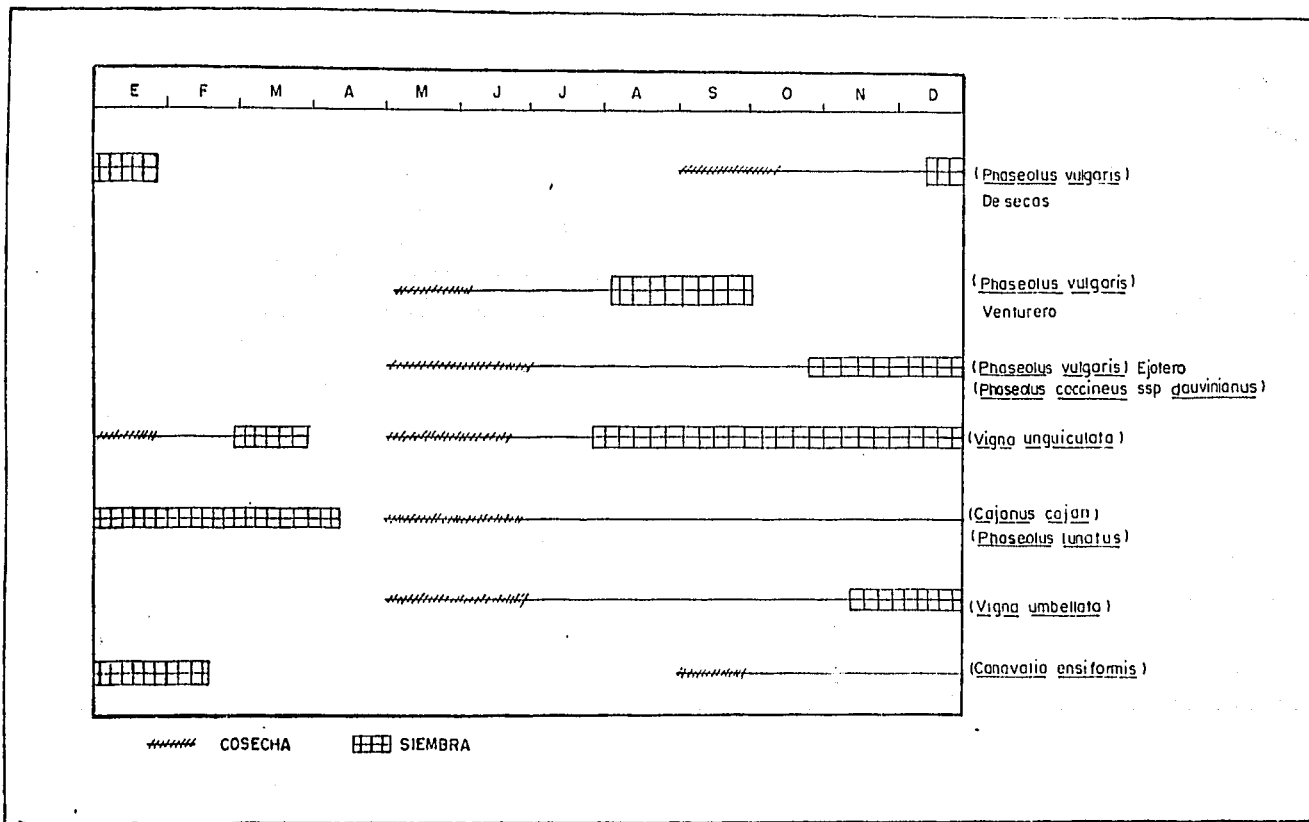 E F M A M J J A S O N D
(Phaseolus vulgaris)
De secas
(Phaseolus vulgaris)
Venturero
(Phaseolus vulgaris) Ejotero
(Phaseolus coccineus ssp dauvinianus)
(Vigna unguiculata)
(Cajanus cajan)
(Phaseolus lunatus)
(Vigna umbellata)
(Canavalia ensiformis)
COSECHA SIEMBRA